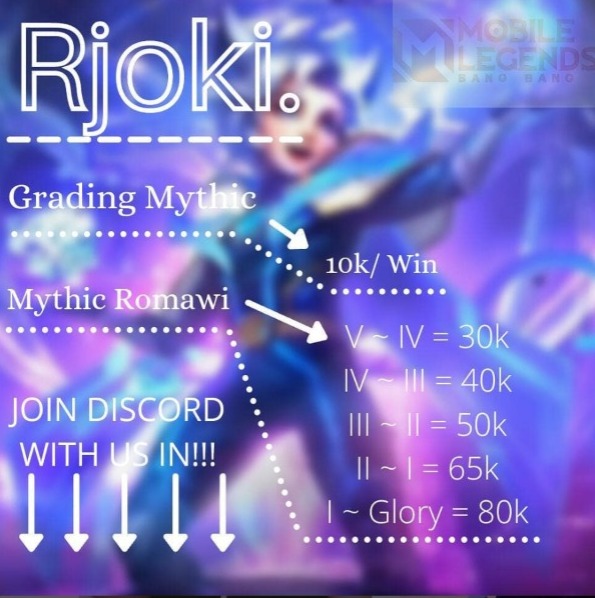 Rjoki.
MOBILE
LEGENDS
BANG BANG
Grading Mythic
10k/ Win
Mythic Romawi
V ~ IV = 30k
IV ~ III = 40k
III ~ II = 50k
II ~ I = 65k
I ~ Glory = 80k
JOIN DISCORD
WITH US IN!!!